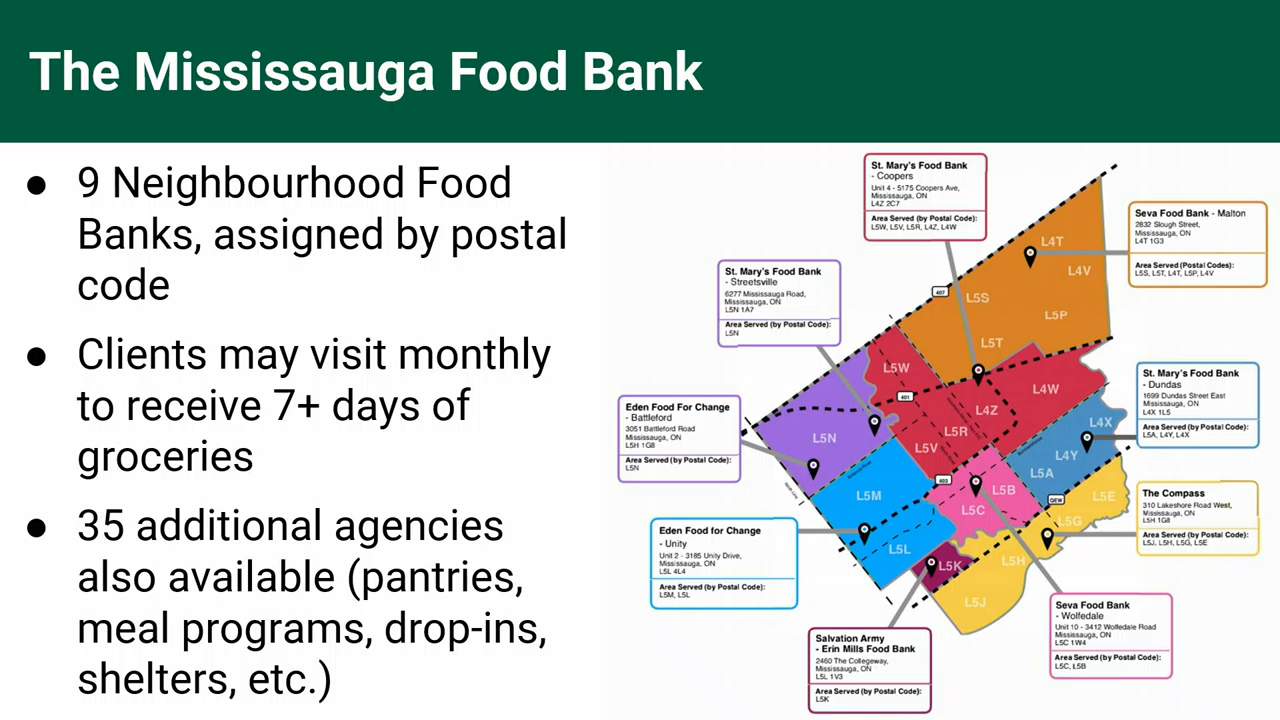 The Mississauga Food Bank
● 9 Neighbourhood Food
Banks, assigned by postal
code
● Clients may visit monthly
to receive 7+ days of
groceries
● 35 additional agencies
also available (pantries,
meal programs, drop-ins,
shelters, etc.)
St. Mary's Food Bank
- Coopers
Unit 4 - 5175 Coopers Ave,
Mississauga, ON
L4Z 2C7
Area Served (by Postal Code):
L5W, L5V, L5R, L4Z, L4W
Seva Food Bank - Malton
2832 Slough Street,
Mississauga, ON
L4T 1G3
Area Served (Postal Codes):
L5S, L5T, L4T, L5P, L4V
St. Mary's Food Bank
- Streetsville
6277 Mississauga Road,
Mississauga, ON
L5N 1A7
Area Served (by Postal Code):
L5N
St. Mary's Food Bank
- Dundas
1699 Dundas Street East
Mississauga, ON
L4X 1L5
Area Served (by Postal Code):
L5A, L4Y, L4X
Eden Food For Change
- Battleford
3051 Battleford Road
Mississauga, ON
L5H 1G8
Area Served (by Postal Code):
L5N
The Compass
310 Lakeshore Road West,
Mississauga, ON
L5H 1G8
Area Served (by Postal Code):
L5J, L5H, L5G, L5E
Eden Food for Change
- Unity
Unit 2 - 3185 Unity Drive,
Mississauga, ON
L5L 4L4
Area Served (by Postal Code):
L5M, L5L
Seva Food Bank
- Wolfedale
Unit 10 - 3412 Wolfedale Road
Mississauga, ON
L5C 1W4
Area Served (by Postal Code):
L5C, L5B
Salvation Army
- Erin Mills Food Bank
2460 The Collegeway,
Mississauga, ON
L5L 1V3
Area Served (by Postal Code):
L5K
L4T
L4V
L5S
L5P
L5T
407
L5W
L4W
401
L4Z
L4X
L5R
L5N
L5V
L4Y
L5A
403
L5M
L5B
L5E
QEW
L5C
L5G
L5L
L5H
L5K
L5J